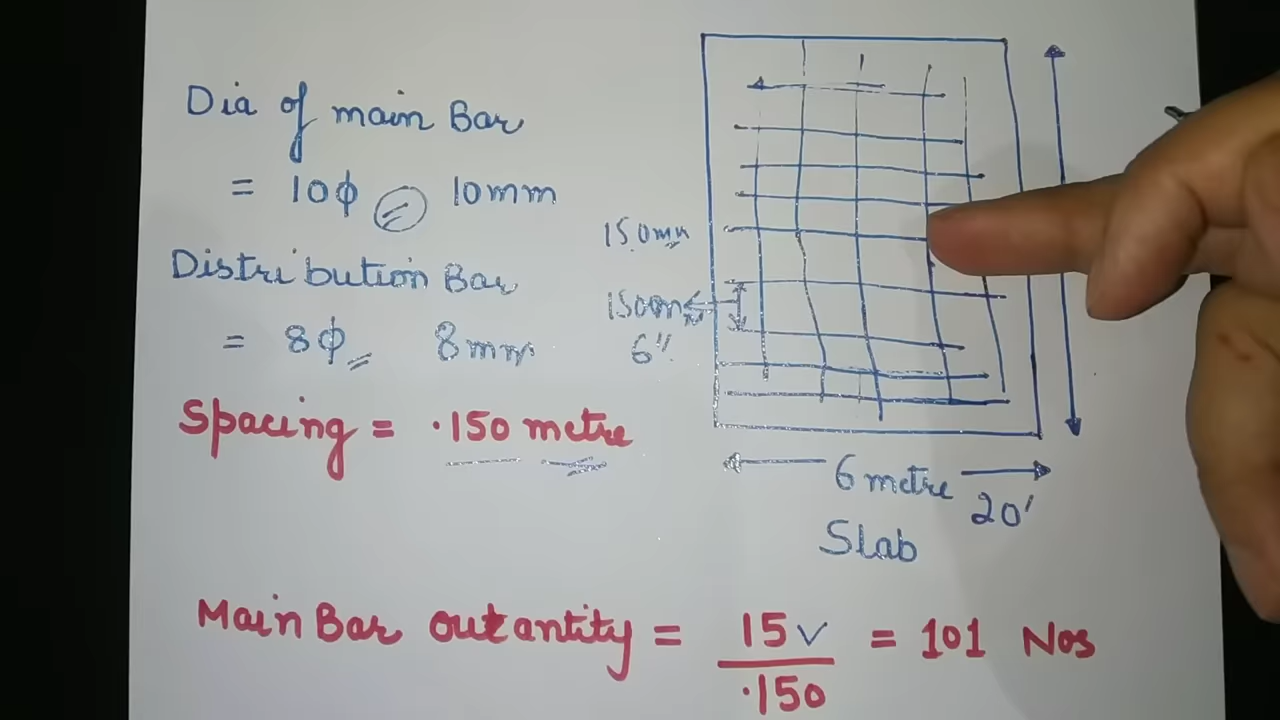 Dia of main Bar
= 10ϕ = 10mm
Distribution Bar
= 8ϕ 8mm
Spacing = .150 metre
150mm
150mm
6"
6 metre
20'
Slab
Main Bar outantity = 15 / .150 = 101 Nos